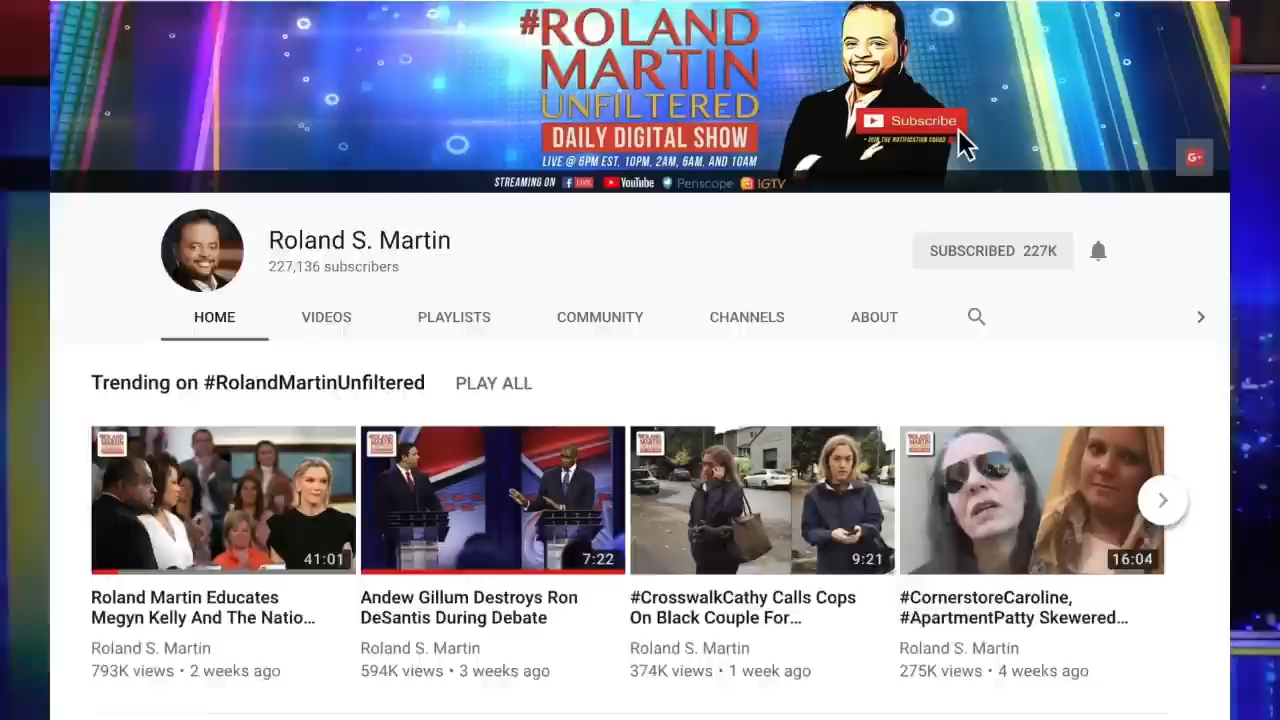 #ROLAND
MARTIN
UNFILTERED
DAILY DIGITAL SHOW
LIVE @ 6PM EST, 10PM, 2AM, 6AM, AND 10AM
STREAMING ON f LIVE YouTube Periscope IGTV
Subscribe
- JOIN THE NOTIFICATION SQUAD
G+
Roland S. Martin
227,136 subscribers
SUBSCRIBED 227K
HOME VIDEOS PLAYLISTS COMMUNITY CHANNELS ABOUT
Trending on #RolandMartinUnfiltered PLAY ALL
41:01
7:22
9:21
16:04
Roland Martin Educates
Megyn Kelly And The Natio...
Roland S. Martin
793K views • 2 weeks ago
Andew Gillum Destroys Ron
DeSantis During Debate
Roland S. Martin
594K views • 3 weeks ago
#CrosswalkCathy Calls Cops
On Black Couple For...
Roland S. Martin
374K views • 1 week ago
#CornerstoreCaroline,
#ApartmentPatty Skewered...
Roland S. Martin
275K views • 4 weeks ago